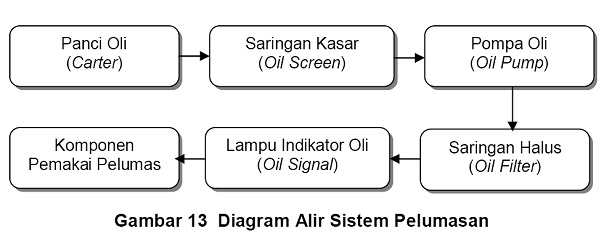 Panci Oli
(Carter)
Saringan Kasar
(Oil Screen)
Pompa Oli
(Oil Pump)
Saringan Halus
(Oil Filter)
Lampu Indikator Oli
(Oil Signal)
Komponen
Pemakai Pelumas
Gambar 13  Diagram Alir Sistem Pelumasan